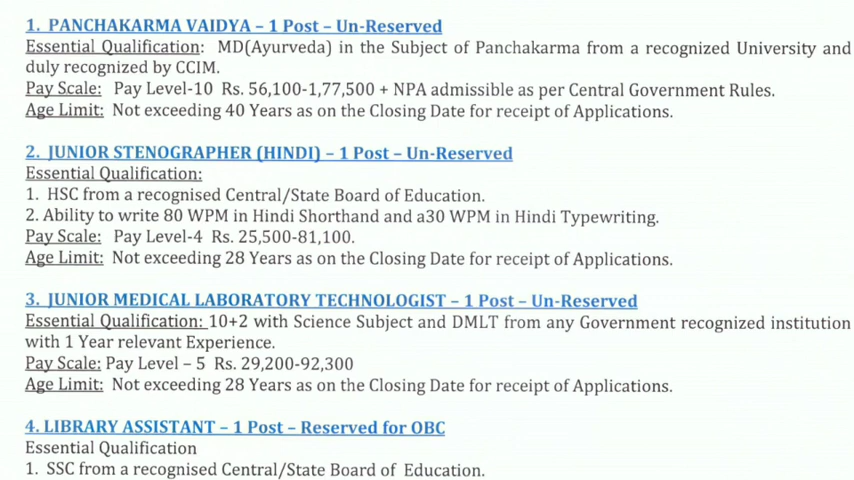 1. PANCHAKARMA VAIDYA – 1 Post – Un-Reserved
Essential Qualification: MD(Ayurveda) in the Subject of Panchakarma from a recognized University and
duly recognized by CCIM.
Pay Scale: Pay Level-10 Rs. 56,100-1,77,500 + NPA admissible as per Central Government Rules.
Age Limit: Not exceeding 40 Years as on the Closing Date for receipt of Applications.
2. JUNIOR STENOGRAPHER (HINDI) – 1 Post – Un-Reserved
Essential Qualification:
1. HSC from a recognised Central/State Board of Education.
2. Ability to write 80 WPM in Hindi Shorthand and a30 WPM in Hindi Typewriting.
Pay Scale: Pay Level-4 Rs. 25,500-81,100.
Age Limit: Not exceeding 28 Years as on the Closing Date for receipt of Applications.
3. JUNIOR MEDICAL LABORATORY TECHNOLOGIST – 1 Post – Un-Reserved
Essential Qualification: 10+2 with Science Subject and DMLT from any Government recognized institution
with 1 Year relevant Experience.
Pay Scale: Pay Level – 5 Rs. 29,200-92,300
Age Limit: Not exceeding 28 Years as on the Closing Date for receipt of Applications.
4. LIBRARY ASSISTANT – 1 Post – Reserved for OBC
Essential Qualification
1. SSC from a recognised Central/State Board of Education.